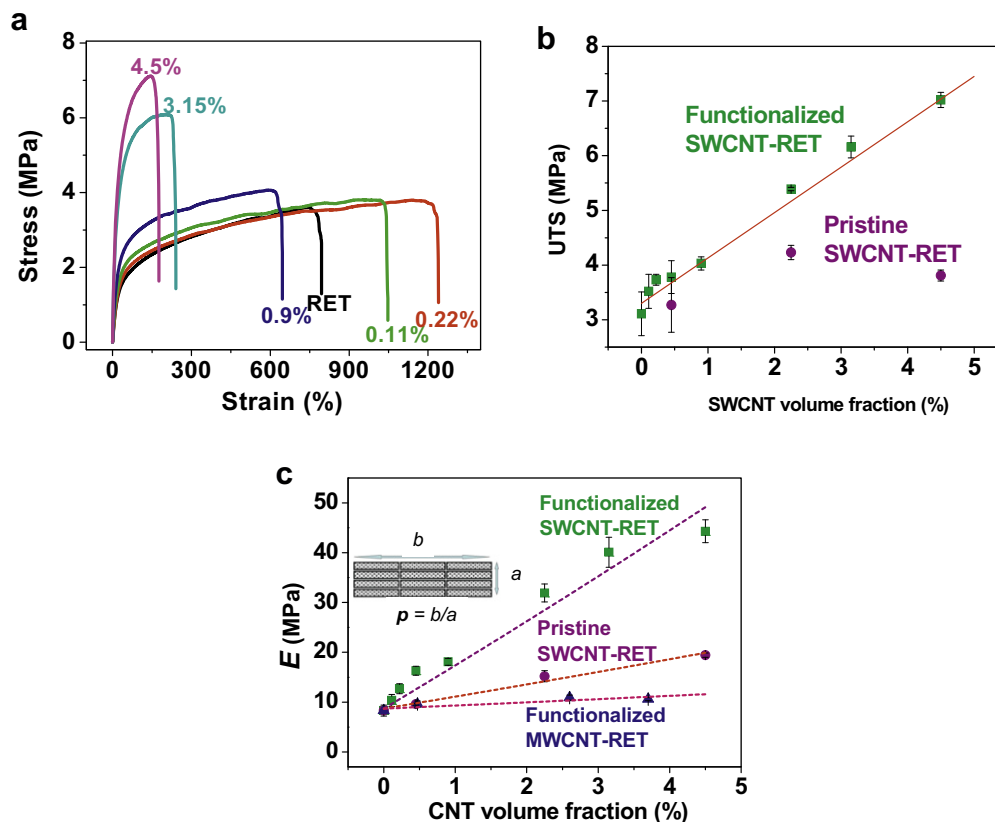 a
8
6
4
2
0
Stress (MPa)
4.5%
3.15%
0.9%
RET
0.11%
0.22%
0 300 600 900 1200
Strain (%)
b
8
7
6
5
4
3
UTS (MPa)
Functionalized
SWCNT-RET
Pristine
SWCNT-RET
0 1 2 3 4 5
SWCNT volume fraction (%)
c
50
40
30
20
10
0
E (MPa)
Functionalized
SWCNT-RET
b
a
p = b/a
Pristine
SWCNT-RET
Functionalized
MWCNT-RET
0 1 2 3 4 5
CNT volume fraction (%)